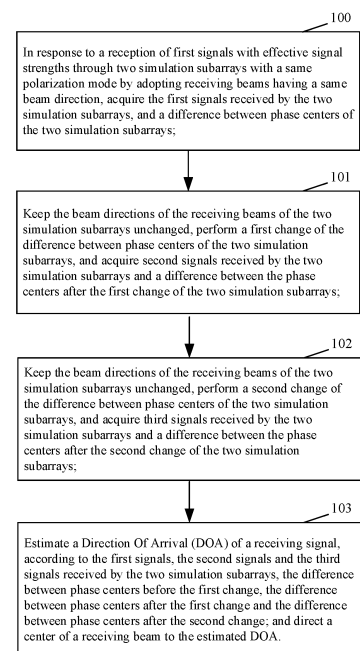 100
In response to a reception of first signals with effective signal
strengths through two simulation subarrays with a same
polarization mode by adopting receiving beams having a same
beam direction, acquire the first signals received by the two
simulation subarrays, and a difference between phase centers of
the two simulation subarrays;
101
Keep the beam directions of the receiving beams of the two
simulation subarrays unchanged, perform a first change of the
difference between phase centers of the two simulation
subarrays, and acquire second signals received by the two
simulation subarrays and a difference between the phase
centers after the first change of the two simulation subarrays;
102
Keep the beam directions of the receiving beams of the two
simulation subarrays unchanged, perform a second change of
the difference between phase centers of the two simulation
subarrays, and acquire third signals received by the two
simulation subarrays and a difference between the phase
centers after the second change of the two simulation
subarrays;
103
Estimate a Direction Of Arrival (DOA) of a receiving signal,
according to the first signals, the second signals and the third
signals received by the two simulation subarrays, the difference
between phase centers before the first change, the difference
between phase centers after the first change and the difference
between phase centers after the second change; and direct a
center of a receiving beam to the estimated DOA.